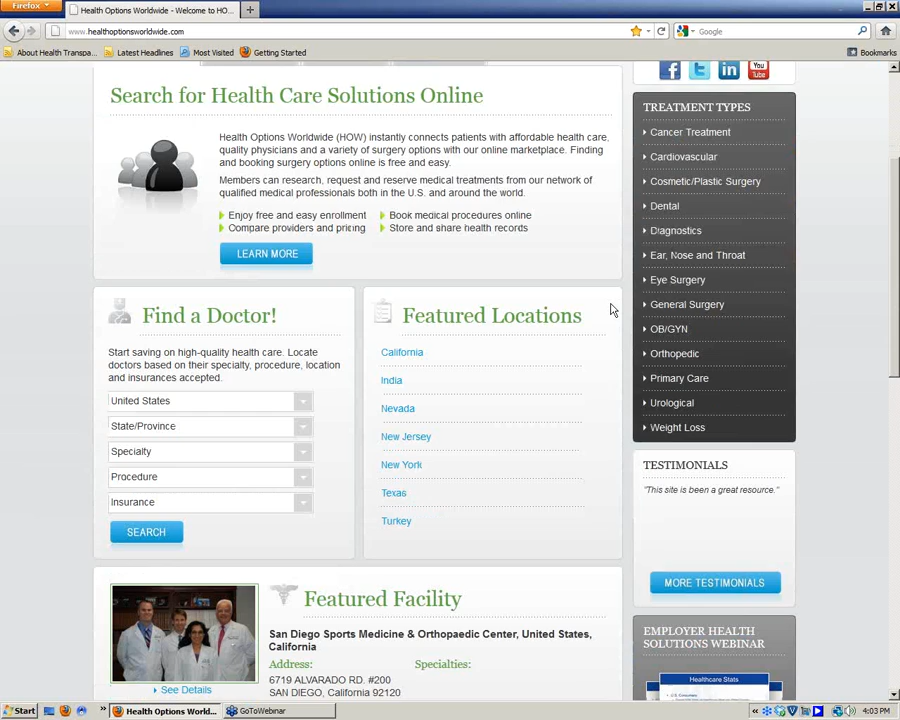 Firefox
Health Options Worldwide - Welcome to HO...
www.healthoptionsworldwide.com
Google
About Health Transpa...
Latest Headlines
Most Visited
Getting Started
Bookmarks
Search for Health Care Solutions Online
Health Options Worldwide (HOW) instantly connects patients with affordable health care,
quality physicians and a variety of surgery options with our online marketplace. Finding
and booking surgery options online is free and easy.
Members can research, request and reserve medical treatments from our network of
qualified medical professionals both in the U.S. and around the world.
Enjoy free and easy enrollment
Book medical procedures online
Compare providers and pricing
Store and share health records
LEARN MORE
Find a Doctor!
Start saving on high-quality health care. Locate
doctors based on their specialty, procedure, location
and insurances accepted.
United States
State/Province
Specialty
Procedure
Insurance
SEARCH
Featured Locations
California
India
Nevada
New Jersey
New York
Texas
Turkey
Featured Facility
San Diego Sports Medicine & Orthopaedic Center, United States,
California
Address:
Specialties:
6719 ALVARADO RD. #200
SAN DIEGO, California 92120
See Details
f
t
in
You
Tube
TREATMENT TYPES
Cancer Treatment
Cardiovascular
Cosmetic/Plastic Surgery
Dental
Diagnostics
Ear, Nose and Throat
Eye Surgery
General Surgery
OB/GYN
Orthopedic
Primary Care
Urological
Weight Loss
TESTIMONIALS
"This site is been a great resource."
MORE TESTIMONIALS
EMPLOYER HEALTH
SOLUTIONS WEBINAR
Healthcare Stats
Start
Health Options World...
GoToWebinar
4:03 PM